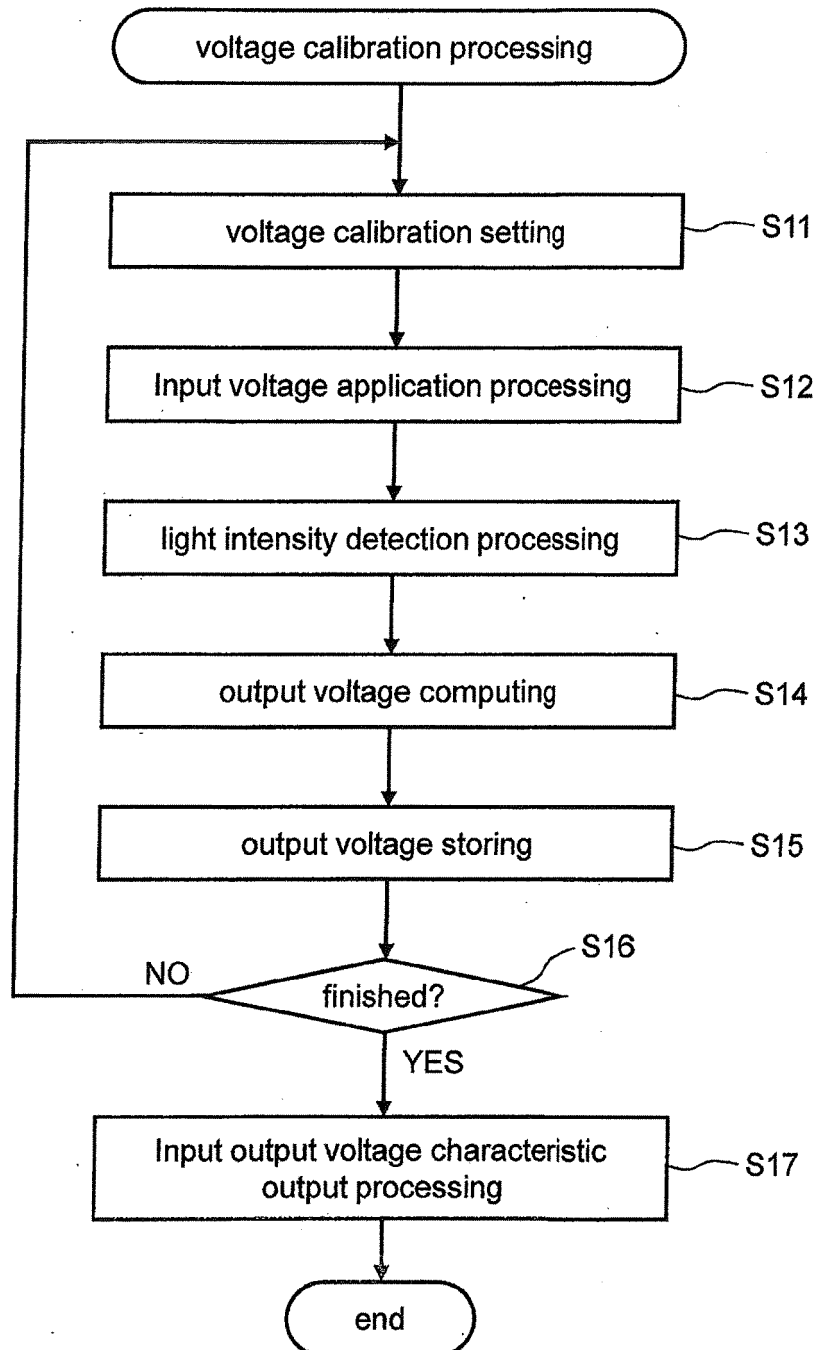 voltage calibration processing
voltage calibration setting
S11
Input voltage application processing
S12
light intensity detection processing
S13
output voltage computing
S14
output voltage storing
S15
S16
NO
finished?
YES
Input output voltage characteristic
output processing
S17
end